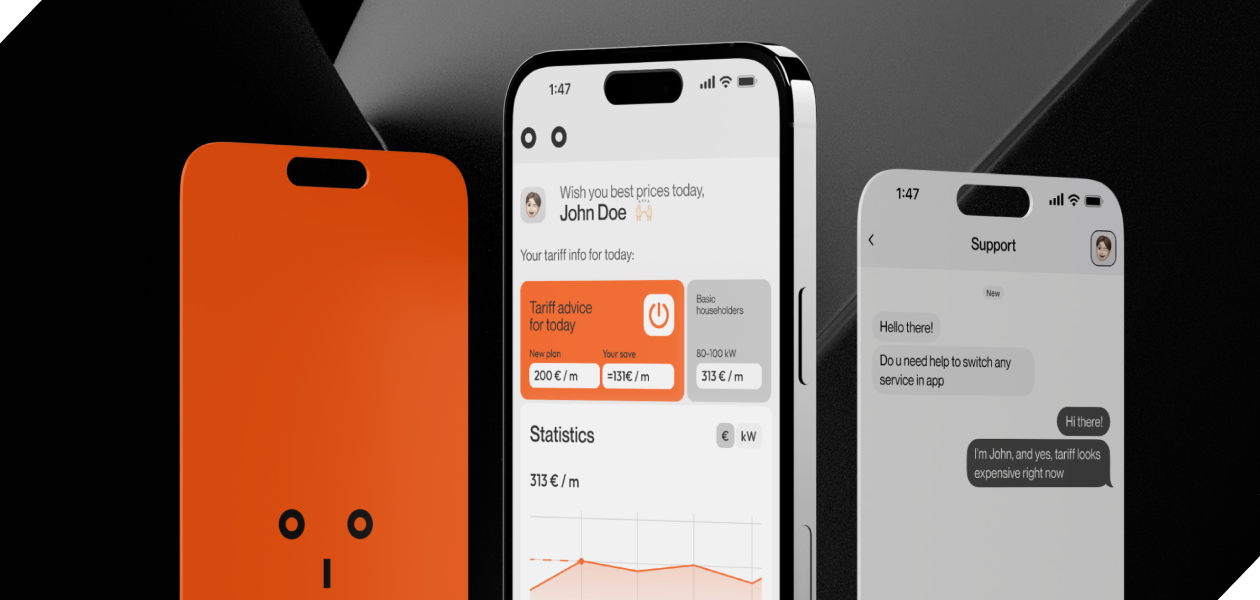 1:47
Wish you best prices today,
John Doe 🙌🏻
Your tariff info for today:
Tariff advice
for today
New plan
Your save
200 € / m
=131€ / m
Basic
householders
80-100 kW
313 € / m
Statistics
€
kW
313 € / m
1:47
Support
New
Hello there!
Do u need help to switch any
service in app
Hi there!
I'm John, and yes, tariff looks
expensive right now